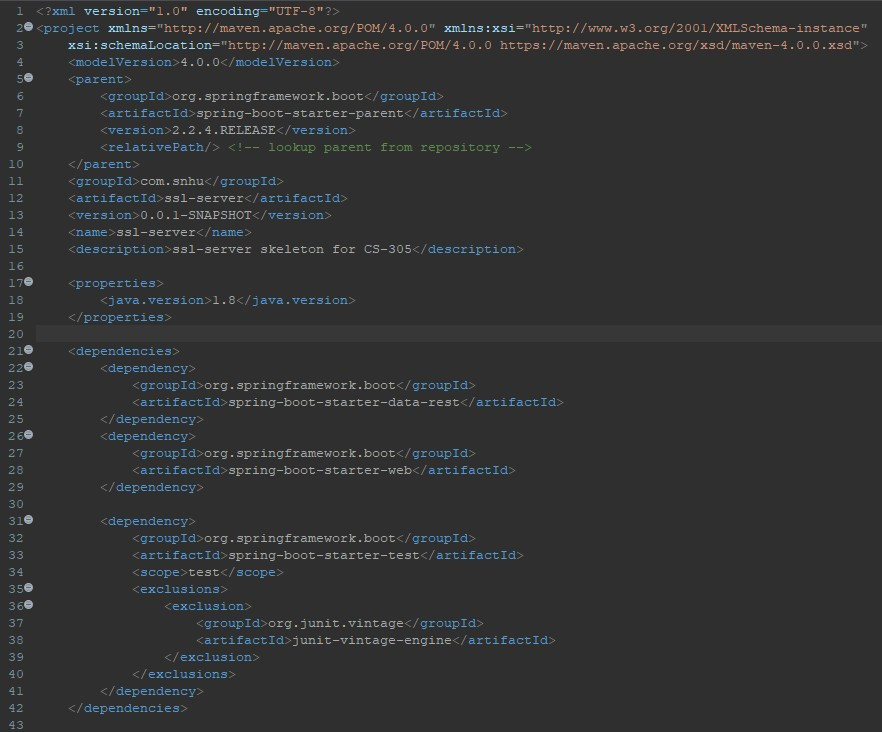 1 <?xml version="1.0" encoding="UTF-8"?>
2 <project xmlns="http://maven.apache.org/POM/4.0.0" xmlns:xsi="http://www.w3.org/2001/XMLSchema-instance"
3     xsi:schemaLocation="http://maven.apache.org/POM/4.0.0 https://maven.apache.org/xsd/maven-4.0.0.xsd">
4     <modelVersion>4.0.0</modelVersion>
5     <parent>
6         <groupId>org.springframework.boot</groupId>
7         <artifactId>spring-boot-starter-parent</artifactId>
8         <version>2.2.4.RELEASE</version>
9         <relativePath/> <!-- lookup parent from repository -->
10     </parent>
11     <groupId>com.snhu</groupId>
12     <artifactId>ssl-server</artifactId>
13     <version>0.0.1-SNAPSHOT</version>
14     <name>ssl-server</name>
15     <description>ssl-server skeleton for CS-305</description>
16
17     <properties>
18         <java.version>1.8</java.version>
19     </properties>
20
21     <dependencies>
22         <dependency>
23             <groupId>org.springframework.boot</groupId>
24             <artifactId>spring-boot-starter-data-rest</artifactId>
25         </dependency>
26         <dependency>
27             <groupId>org.springframework.boot</groupId>
28             <artifactId>spring-boot-starter-web</artifactId>
29         </dependency>
30
31         <dependency>
32             <groupId>org.springframework.boot</groupId>
33             <artifactId>spring-boot-starter-test</artifactId>
34             <scope>test</scope>
35             <exclusions>
36                 <exclusion>
37                     <groupId>org.junit.vintage</groupId>
38                     <artifactId>junit-vintage-engine</artifactId>
39                 </exclusion>
40             </exclusions>
41         </dependency>
42     </dependencies>
43